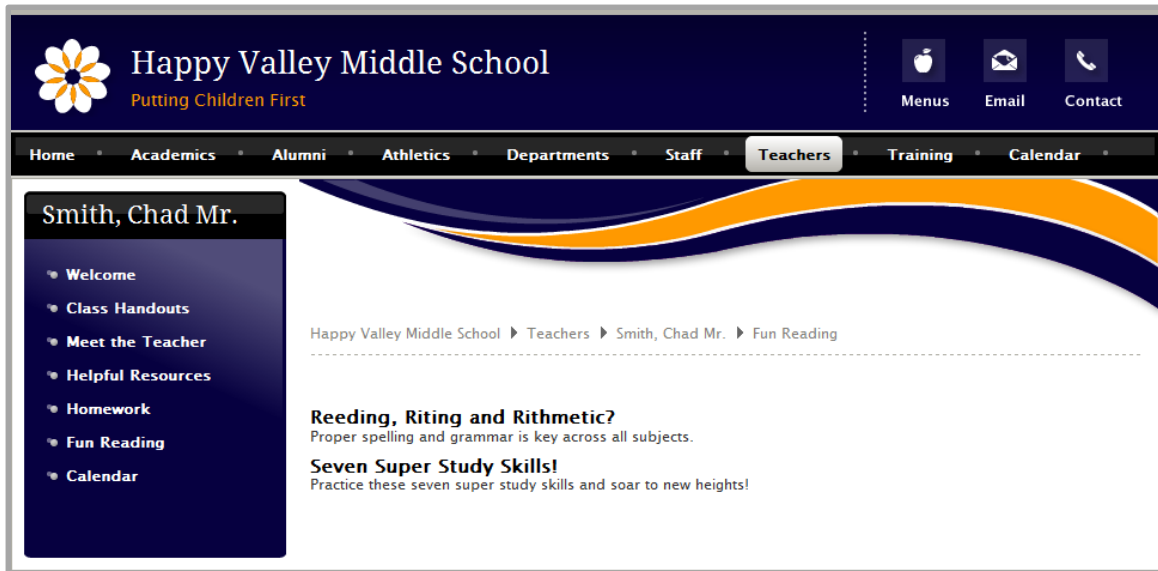 Happy Valley Middle School
Putting Children First
Menus Email Contact
Home Academics Alumni Athletics Departments Staff Teachers Training Calendar
Smith, Chad Mr.
Welcome
Class Handouts
Meet the Teacher
Helpful Resources
Homework
Fun Reading
Calendar
Happy Valley Middle School Teachers Smith, Chad Mr. Fun Reading
Reeding, Riting and Rithmetic?
Proper spelling and grammar is key across all subjects.
Seven Super Study Skills!
Practice these seven super study skills and soar to new heights!